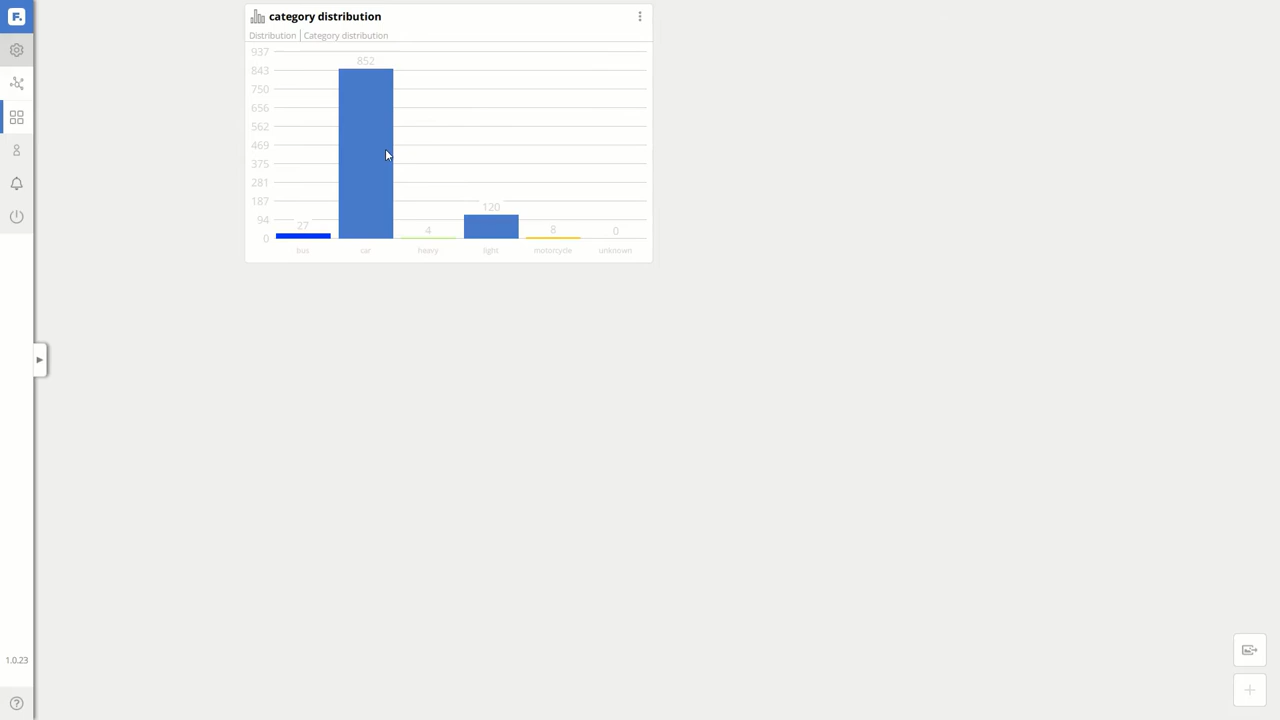 F.
category distribution
Distribution | Category distribution
937
843
750
656
562
469
375
281
187
94
0
852
27
4
120
8
0
bus
car
heavy
light
motorcycle
unknown
1.0.23